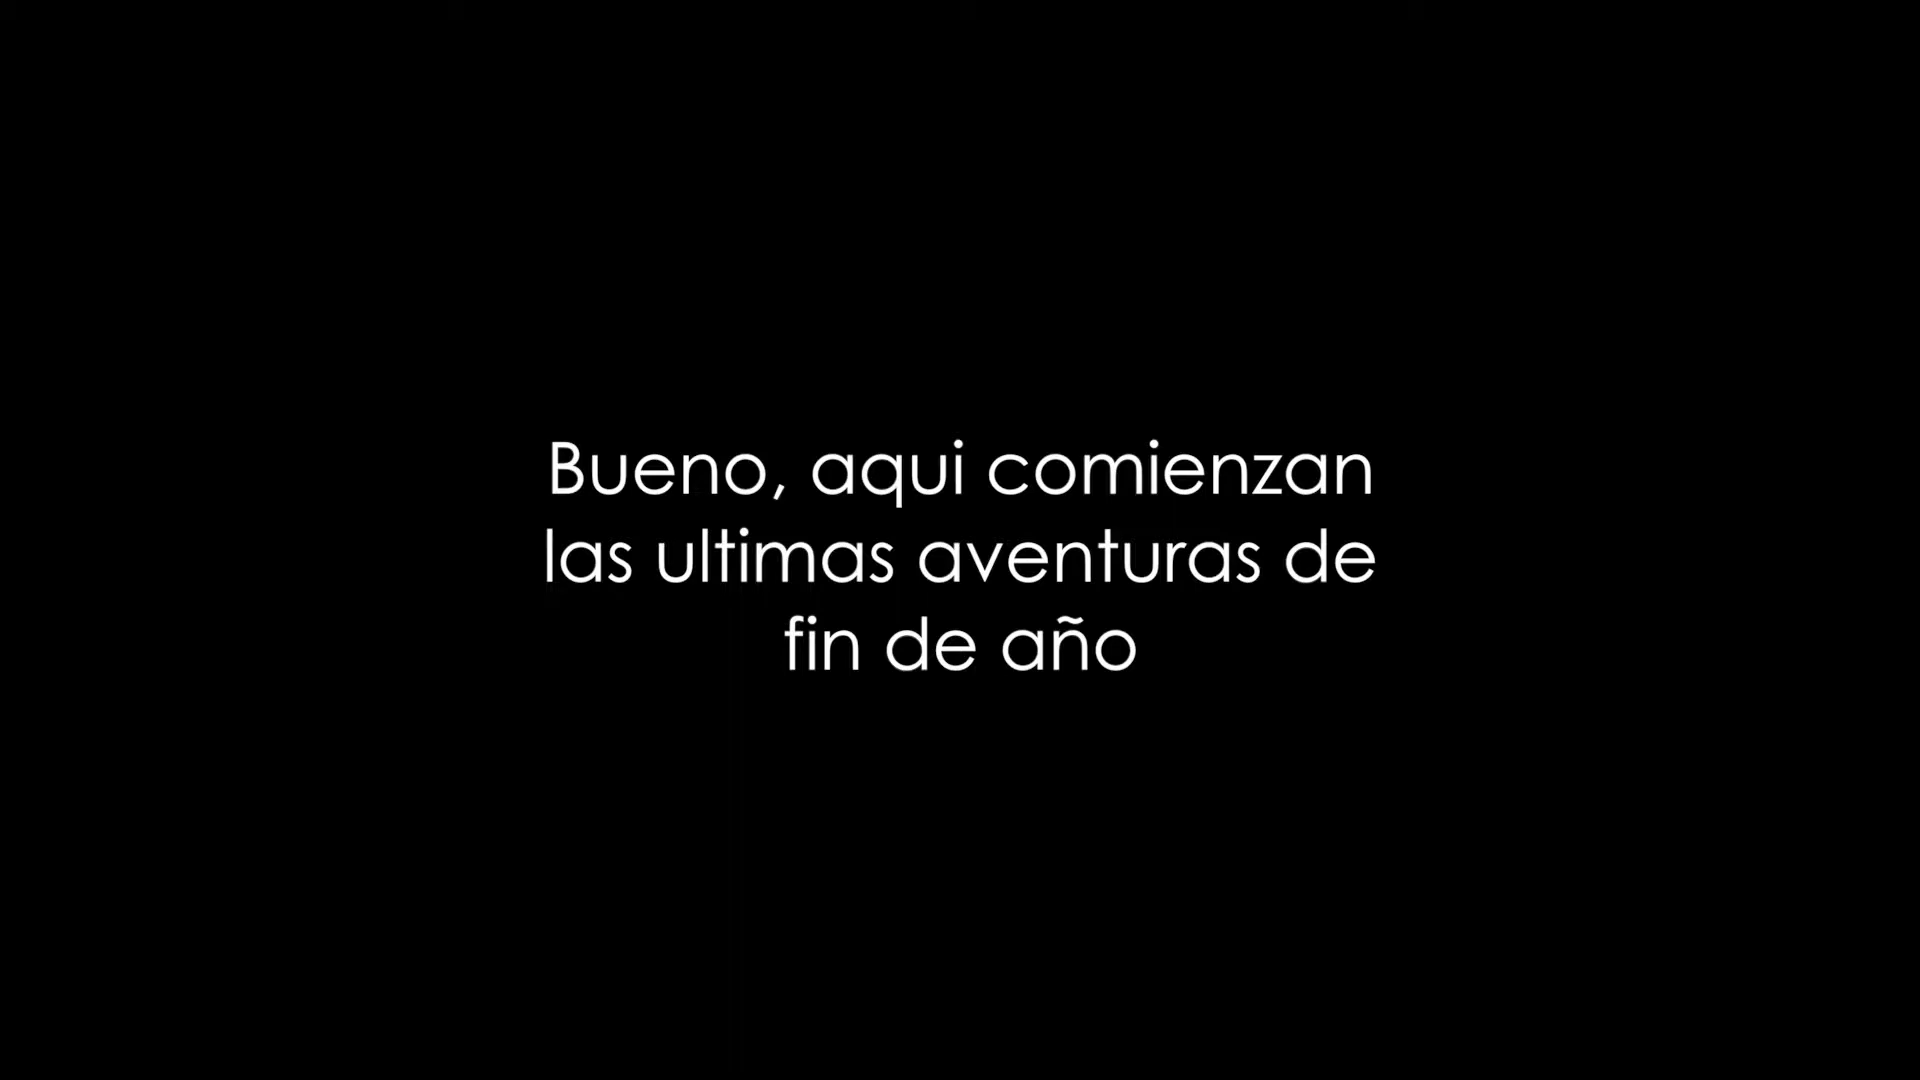 Bueno, aqui comienzan
las ultimas aventuras de
fin de año